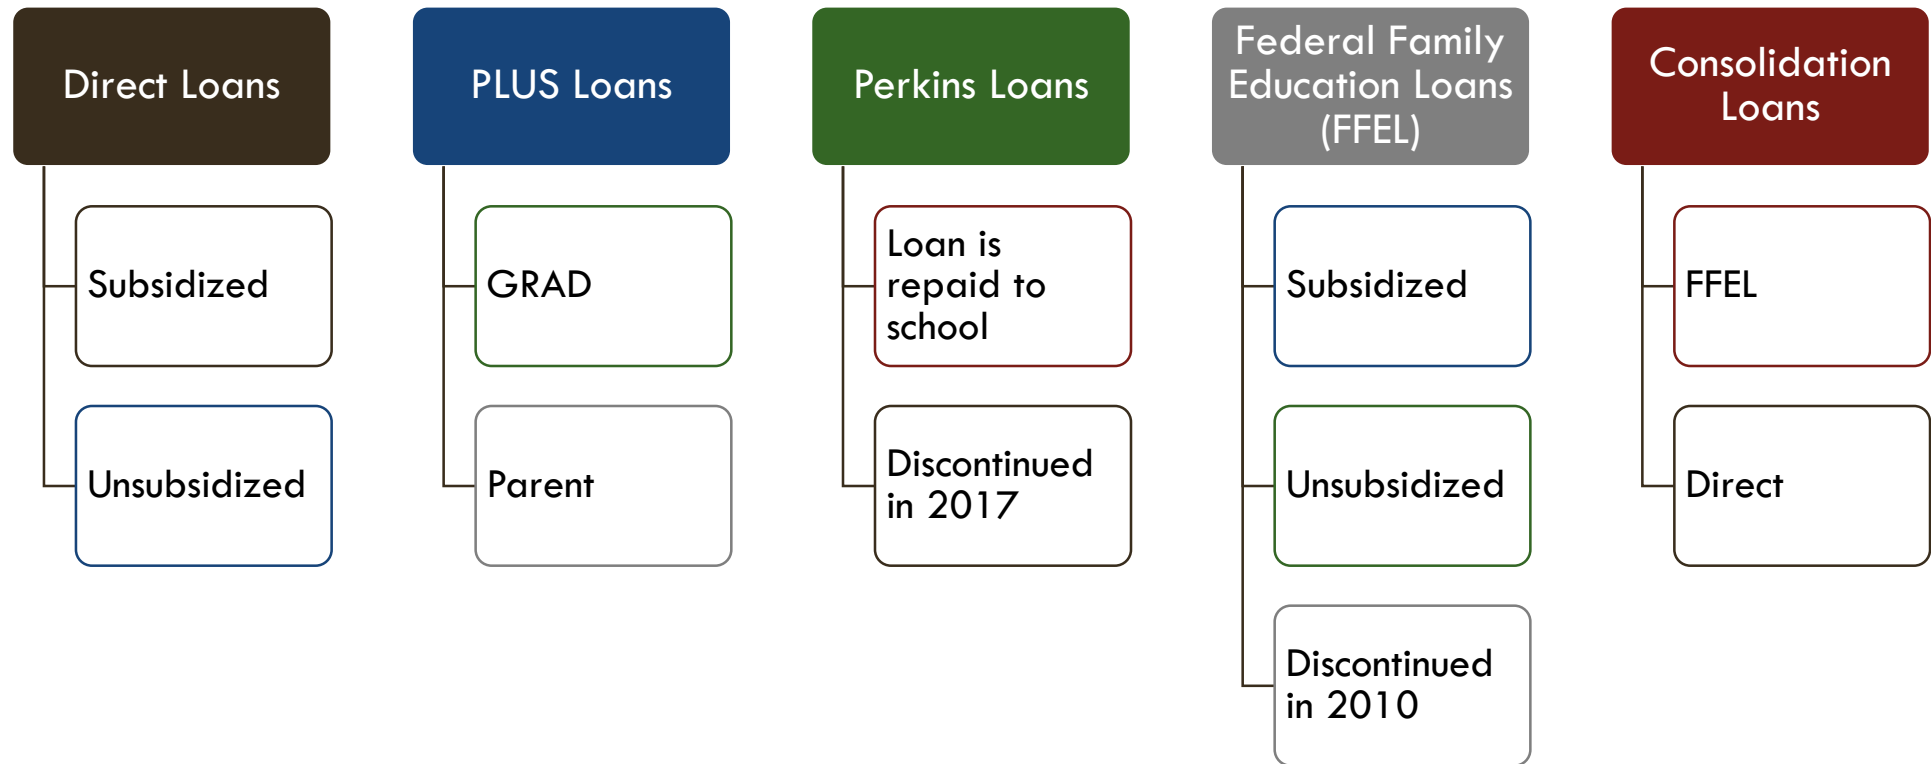 Direct Loans
Subsidized
Unsubsidized
PLUS Loans
GRAD
Parent
Perkins Loans
Loan is
repaid to
school
Discontinued
in 2017
Federal Family
Education Loans
(FFEL)
Subsidized
Unsubsidized
Discontinued
in 2010
Consolidation
Loans
FFEL
Direct